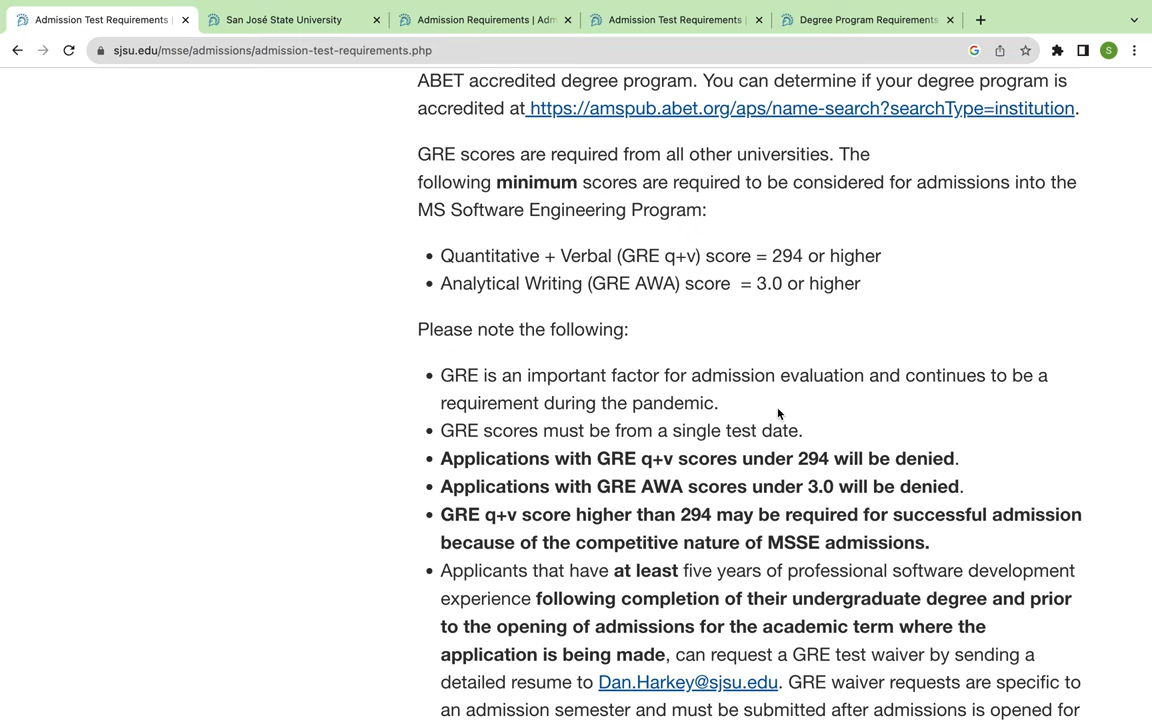 Admission Test Requirements |
San José State University
Admission Requirements | Adm
Admission Test Requirements |
Degree Program Requirements
sjsu.edu/msse/admissions/admission-test-requirements.php
S
ABET accredited degree program. You can determine if your degree program is
accredited at https://amspub.abet.org/aps/name-search?searchType=institution.
GRE scores are required from all other universities. The
following minimum scores are required to be considered for admissions into the
MS Software Engineering Program:
• Quantitative + Verbal (GRE q+v) score = 294 or higher
• Analytical Writing (GRE AWA) score = 3.0 or higher
Please note the following:
• GRE is an important factor for admission evaluation and continues to be a
requirement during the pandemic.
• GRE scores must be from a single test date.
• Applications with GRE q+v scores under 294 will be denied.
• Applications with GRE AWA scores under 3.0 will be denied.
• GRE q+v score higher than 294 may be required for successful admission
because of the competitive nature of MSSE admissions.
• Applicants that have at least five years of professional software development
experience following completion of their undergraduate degree and prior
to the opening of admissions for the academic term where the
application is being made, can request a GRE test waiver by sending a
detailed resume to Dan.Harkey@sjsu.edu. GRE waiver requests are specific to
an admission semester and must be submitted after admissions is opened for